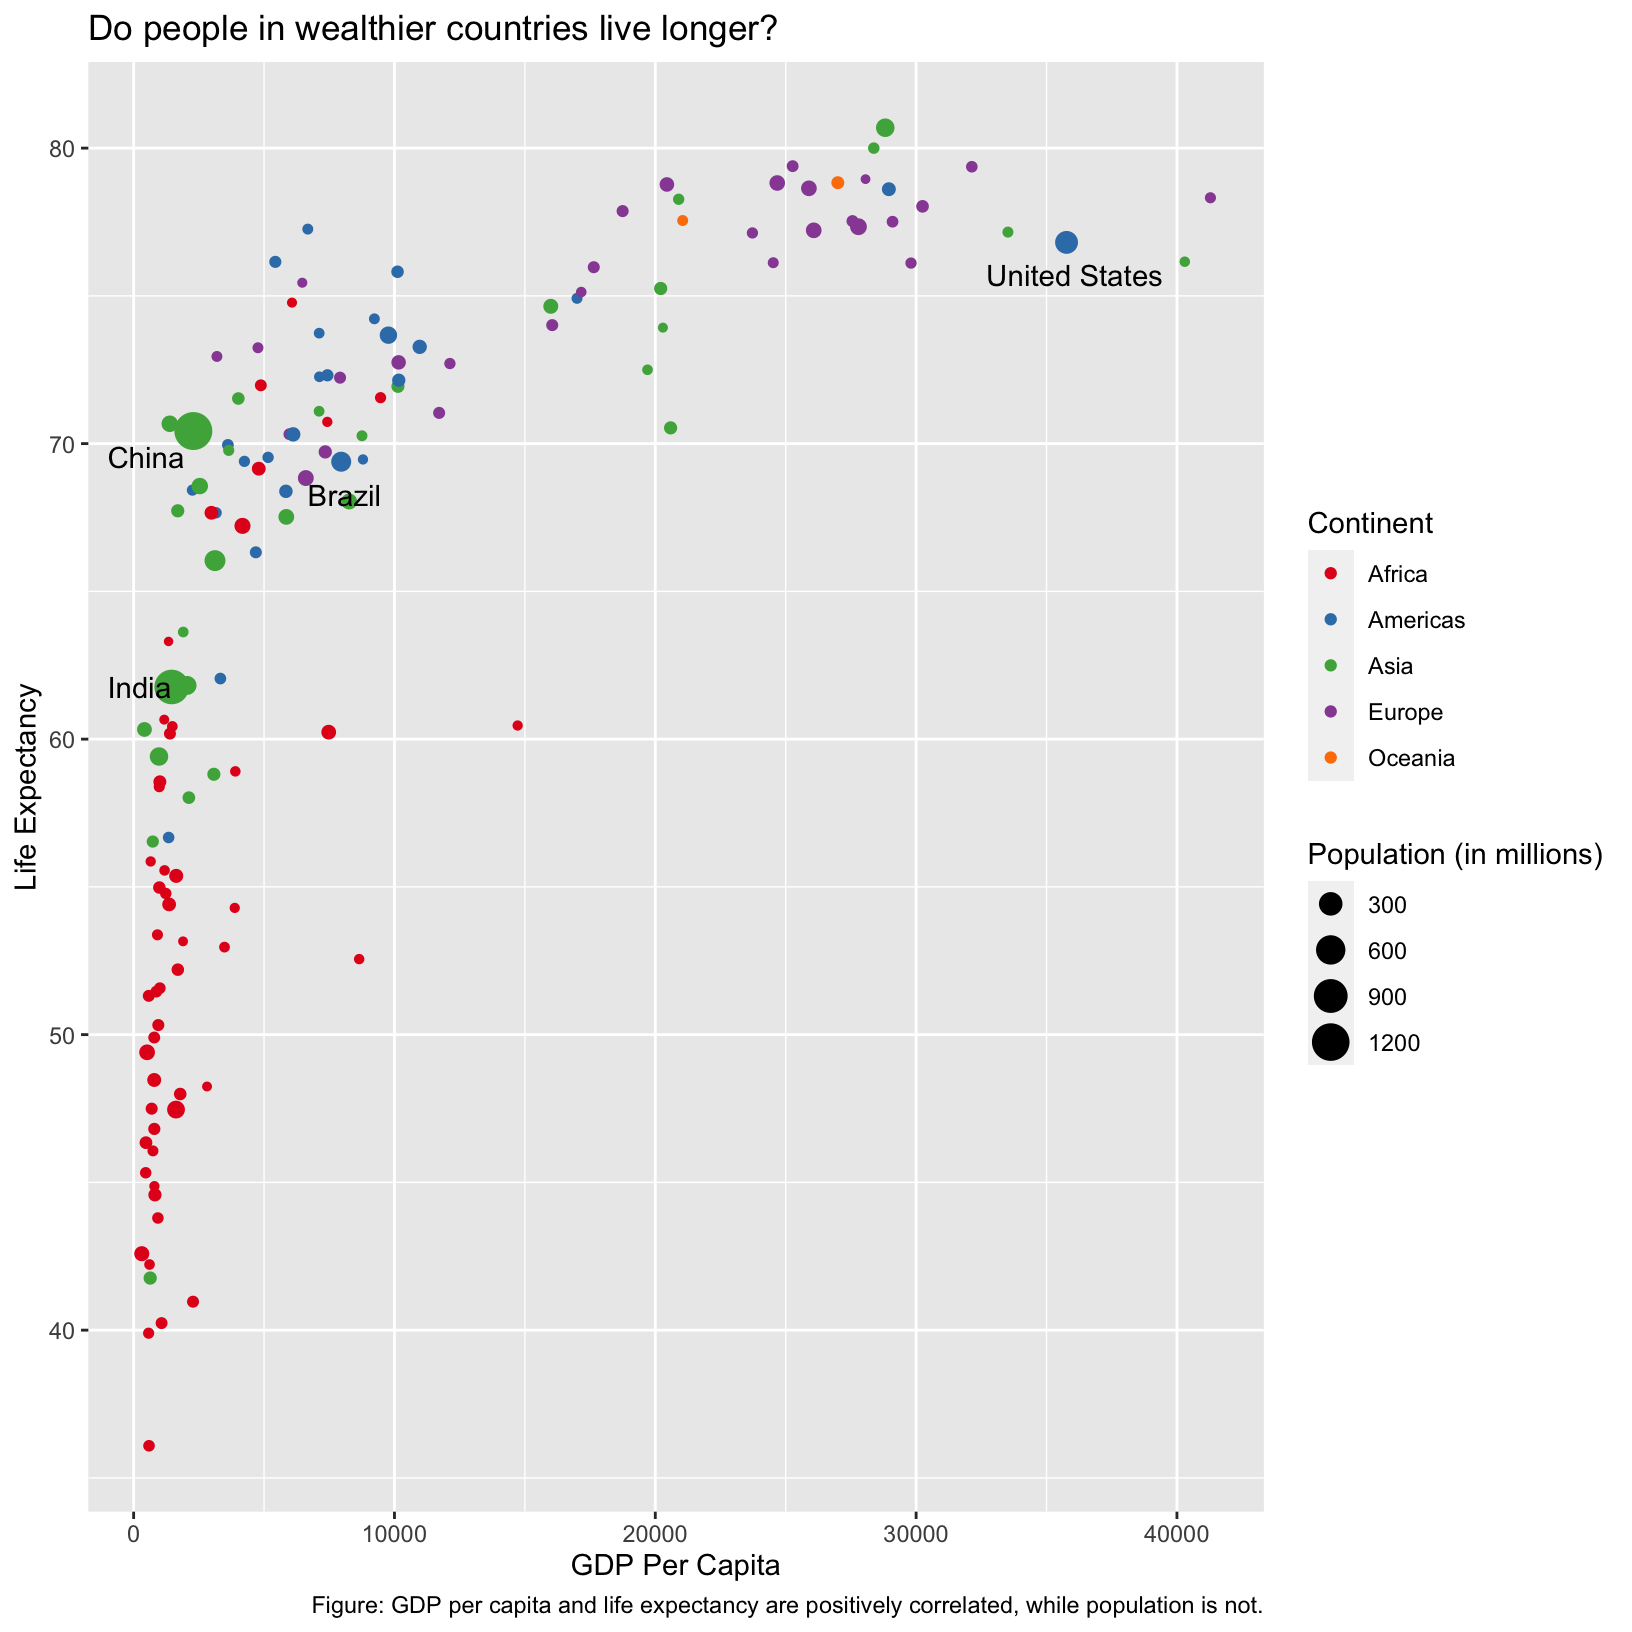 Do people in wealthier countries live longer?
80
70
60
50
40
Life Expectancy
United States
China
Brazil
India
0 10000 20000 30000 40000
GDP Per Capita
Figure: GDP per capita and life expectancy are positively correlated, while population is not.
Continent
Africa
Americas
Asia
Europe
Oceania
Population (in millions)
300
600
900
1200